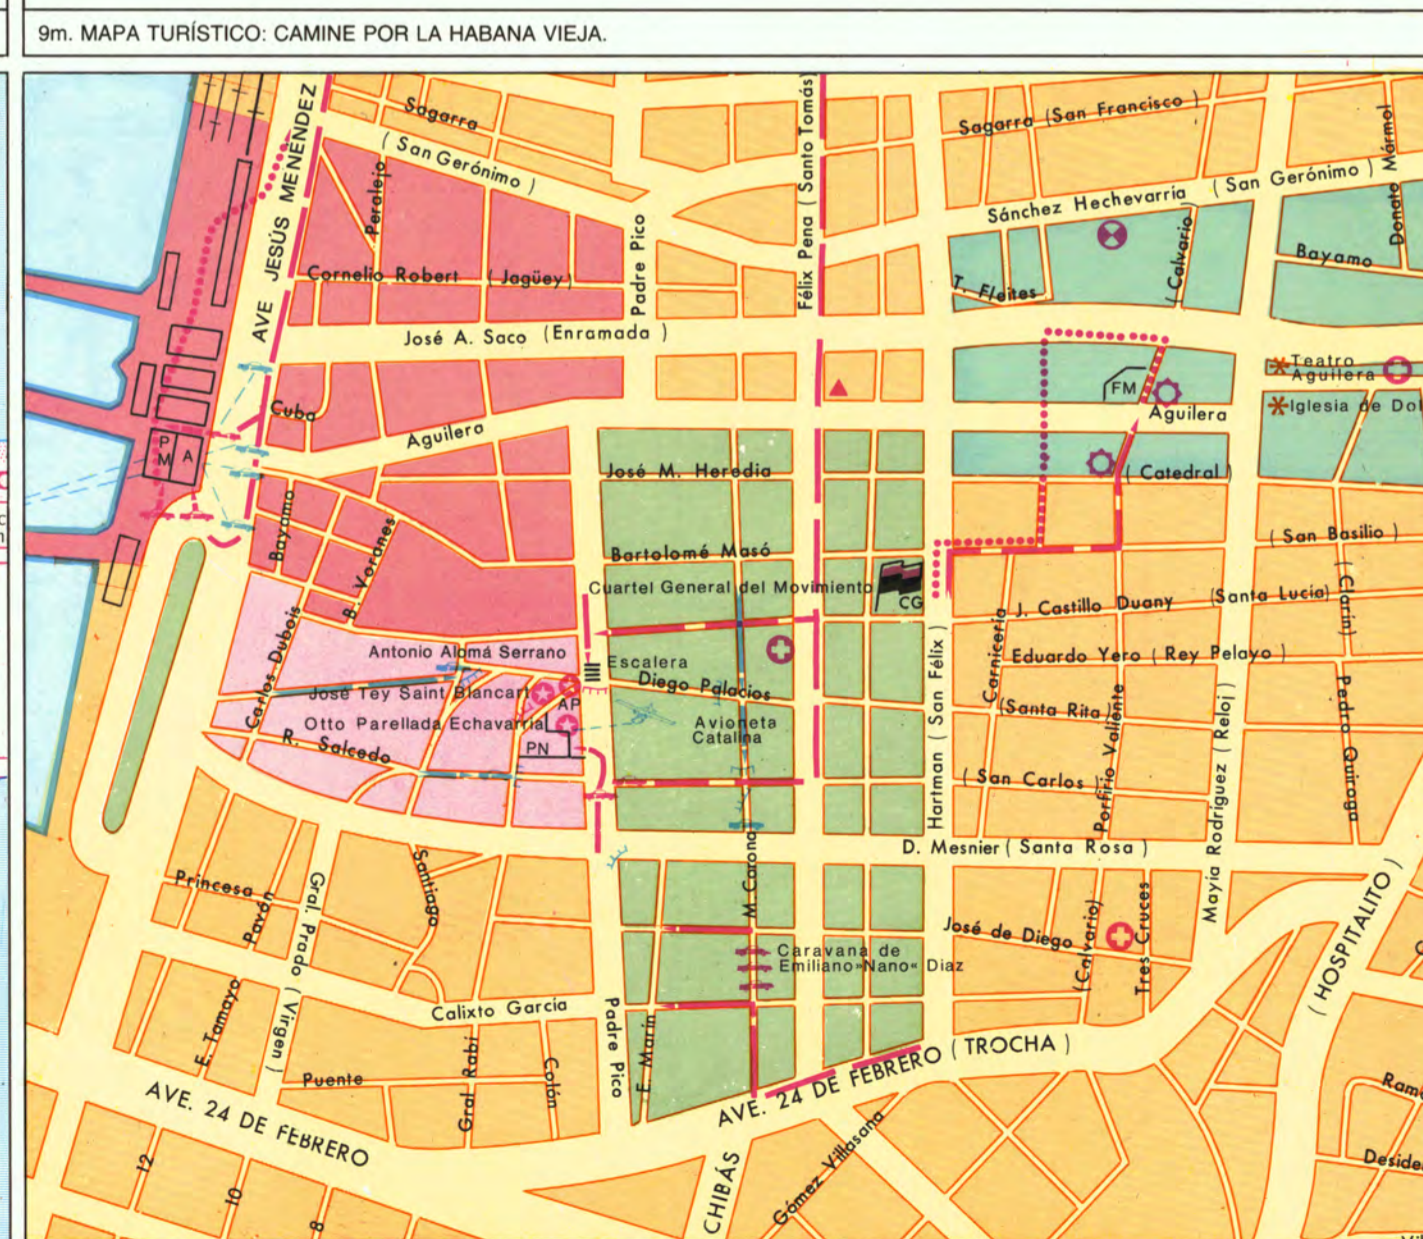 9m. MAPA TURÍSTICO: CAMINE POR LA HABANA VIEJA.
AVE JESÚS MENÉNDEZ
Sagarra
( San Gerónimo )
Peralejo
Cornelio Robert ( Jagüey )
Padre Pico
Félix Pena ( Santo Tomás)
Sagarra (San Francisco )
Sánchez Hechevarría ( San Gerónimo )
Donato Mármol
( Calvario )
Bayamo
T. Fleites
José A. Saco ( Enramada )
Teatro
Aguilera
FM
Aguilera
Iglesia de Dol
Cuba
Aguilera
P
M
A
José M. Heredia
( Catedral )
Bayamo
B. Voranes
Bartolomé Masó
( San Basilio )
Cuartel General del Movimiento
CG
J. Castillo Duany (Santa Lucía)
( Clarín)
Carlos Dubois
Antonio Alomá Serrano
Escalera
Hartman ( San Félix )
Carnicería
Eduardo Yero ( Rey Pelayo )
José Tey Saint Blancart
AP
Diego Palacios
(Santa Rita)
Porfirio Valiente
Pedro Quiroga
Otto Parellada Echavarría
Avioneta
Catalina
R. Salcedo
PN
( San Carlos )
Mayía Rodríguez ( Reloj )
D. Mesnier ( Santa Rosa )
M. Corona
Princesa
Pavón
Gral. Prado ( Virgen )
Santiago
José de Diego
(Calvario)
Tres Cruces
( HOSPITALITO )
Caravana de
Emiliano»Nano« Diaz
E. Tamayo
Calixto Garcia
Padre Pico
E. Marín
Puente
Gral Rabí
Colón
AVE. 24 DE FEBRERO ( TROCHA )
AVE. 24 DE FEBRERO
12
10
8
CHIBÁS
Gómez Villasana
Ramo
Deside